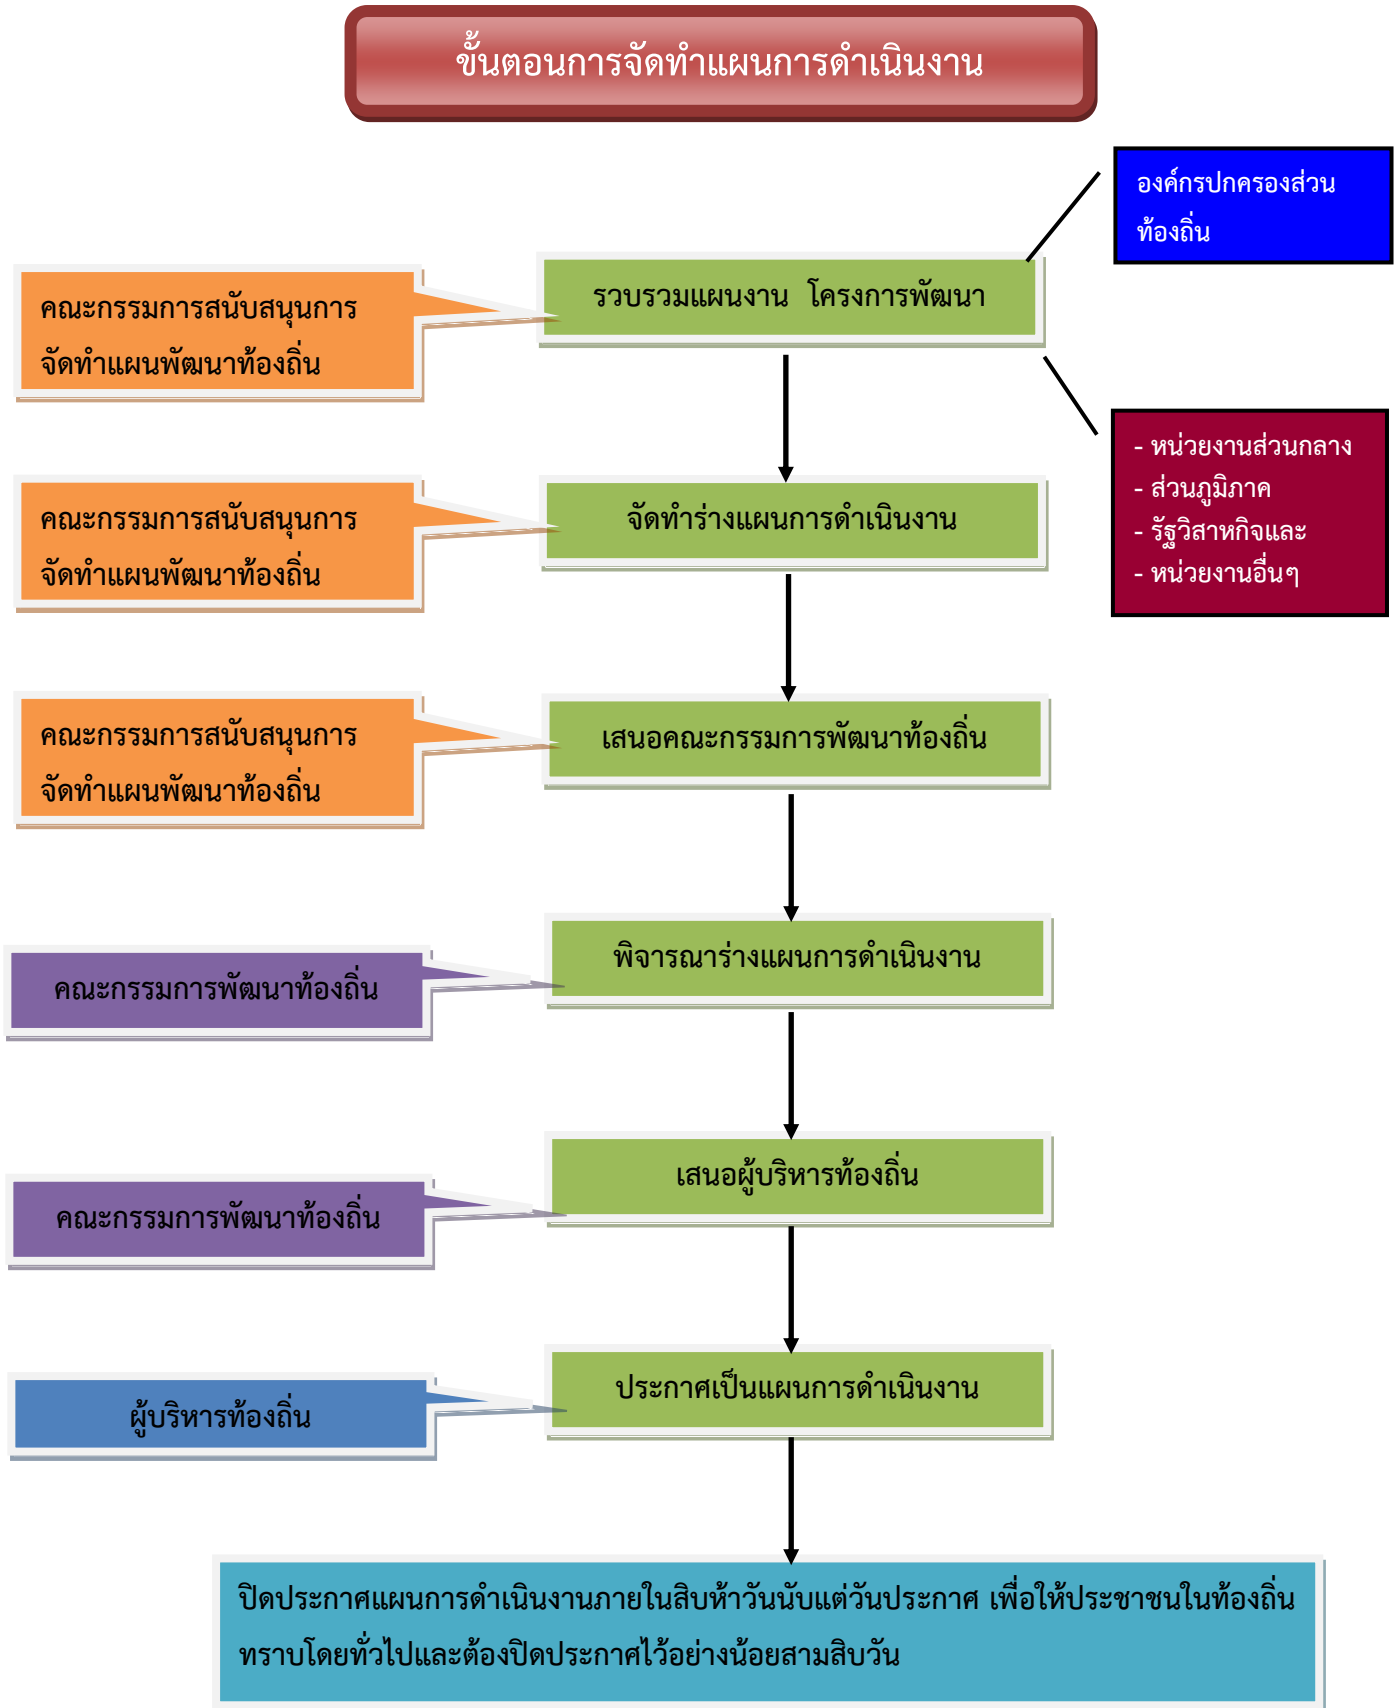 ขั้นตอนการจัดทำแผนการดำเนินงาน
องค์กรปกครองส่วน
ท้องถิ่น
รวบรวมแผนงาน โครงการพัฒนา
คณะกรรมการสนับสนุนการ
จัดทำแผนพัฒนาท้องถิ่น
- หน่วยงานส่วนกลาง
- ส่วนภูมิภาค
- รัฐวิสาหกิจและ
- หน่วยงานอื่นๆ
คณะกรรมการสนับสนุนการ
จัดทำแผนพัฒนาท้องถิ่น
จัดทำร่างแผนการดำเนินงาน
คณะกรรมการสนับสนุนการ
จัดทำแผนพัฒนาท้องถิ่น
เสนอคณะกรรมการพัฒนาท้องถิ่น
พิจารณาร่างแผนการดำเนินงาน
คณะกรรมการพัฒนาท้องถิ่น
เสนอผู้บริหารท้องถิ่น
คณะกรรมการพัฒนาท้องถิ่น
ประกาศเป็นแผนการดำเนินงาน
ผู้บริหารท้องถิ่น
ปิดประกาศแผนการดำเนินงานภายในสิบห้าวันนับแต่วันประกาศ เพื่อให้ประชาชนในท้องถิ่น
ทราบโดยทั่วไปและต้องปิดประกาศไว้อย่างน้อยสามสิบวัน